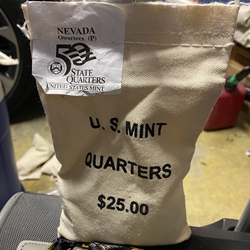 NEVADA
Quarters (P)
50
STATE
QUARTERS
UNITED STATES MINT
U. S. MINT
QUARTERS
$25.00